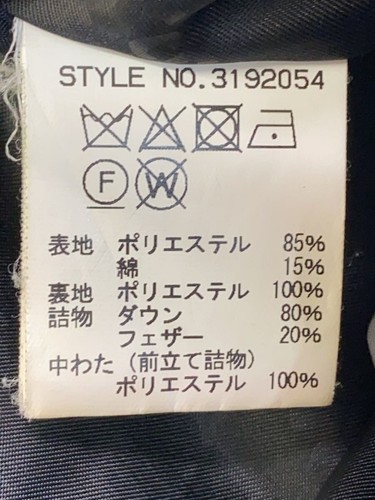 STYLE NO.3192054
F W
表地 ポリエステル 85%
綿 15%
裏地 ポリエステル 100%
詰物 ダウン 80%
フェザー 20%
中わた (前立て詰物)
ポリエステル 100%